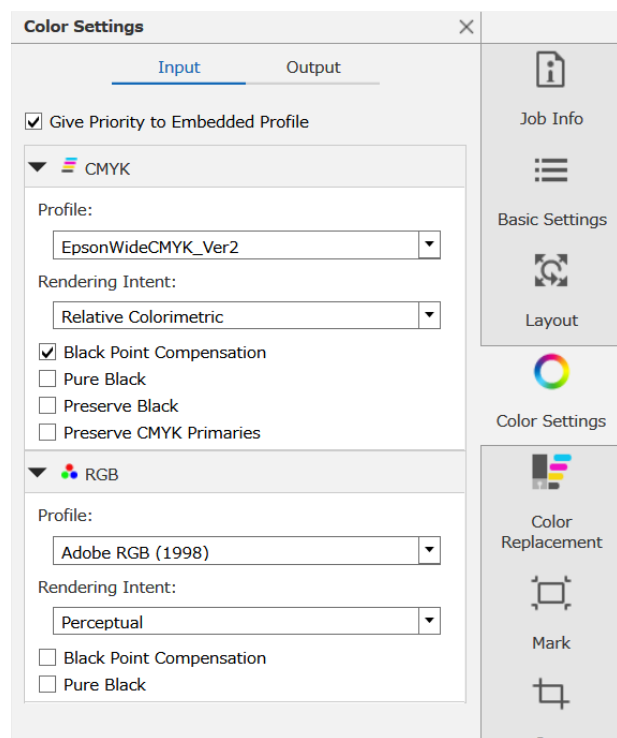 Color Settings
Input Output
Give Priority to Embedded Profile
CMYK
Profile:
EpsonWideCMYK_Ver2
Rendering Intent:
Relative Colorimetric
Black Point Compensation
Pure Black
Preserve Black
Preserve CMYK Primaries
RGB
Profile:
Adobe RGB (1998)
Rendering Intent:
Perceptual
Black Point Compensation
Pure Black
Job Info
Basic Settings
Layout
Color Settings
Color
Replacement
Mark